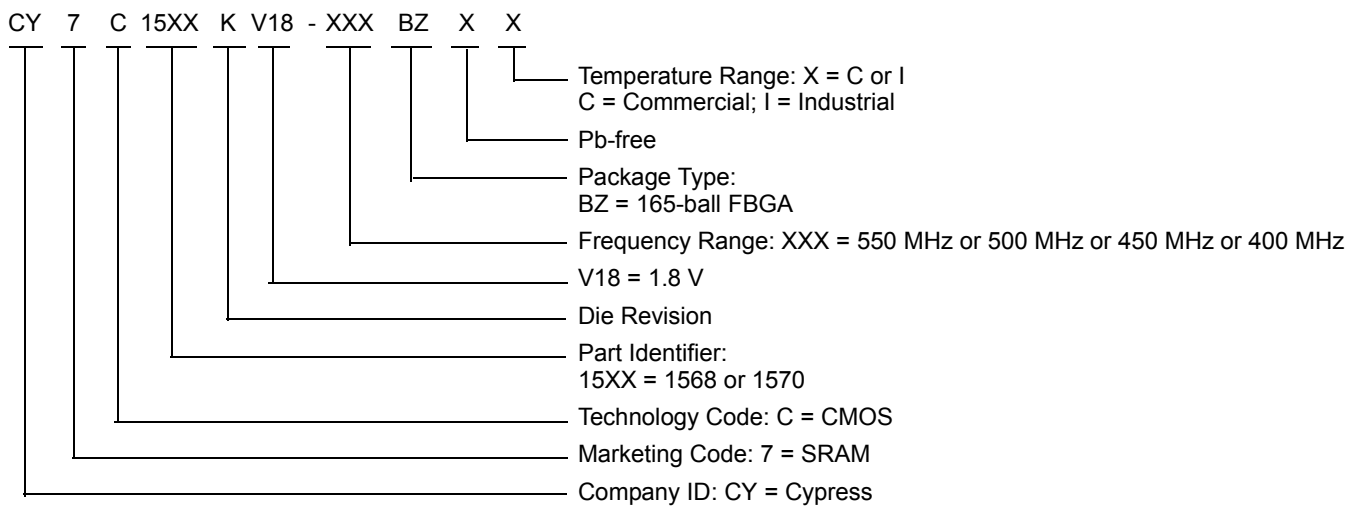 CY 7 C 15XX K V18 - XXX BZ X X
Temperature Range: X = C or I
C = Commercial; I = Industrial
Pb-free
Package Type:
BZ = 165-ball FBGA
Frequency Range: XXX = 550 MHz or 500 MHz or 450 MHz or 400 MHz
V18 = 1.8 V
Die Revision
Part Identifier:
15XX = 1568 or 1570
Technology Code: C = CMOS
Marketing Code: 7 = SRAM
Company ID: CY = Cypress